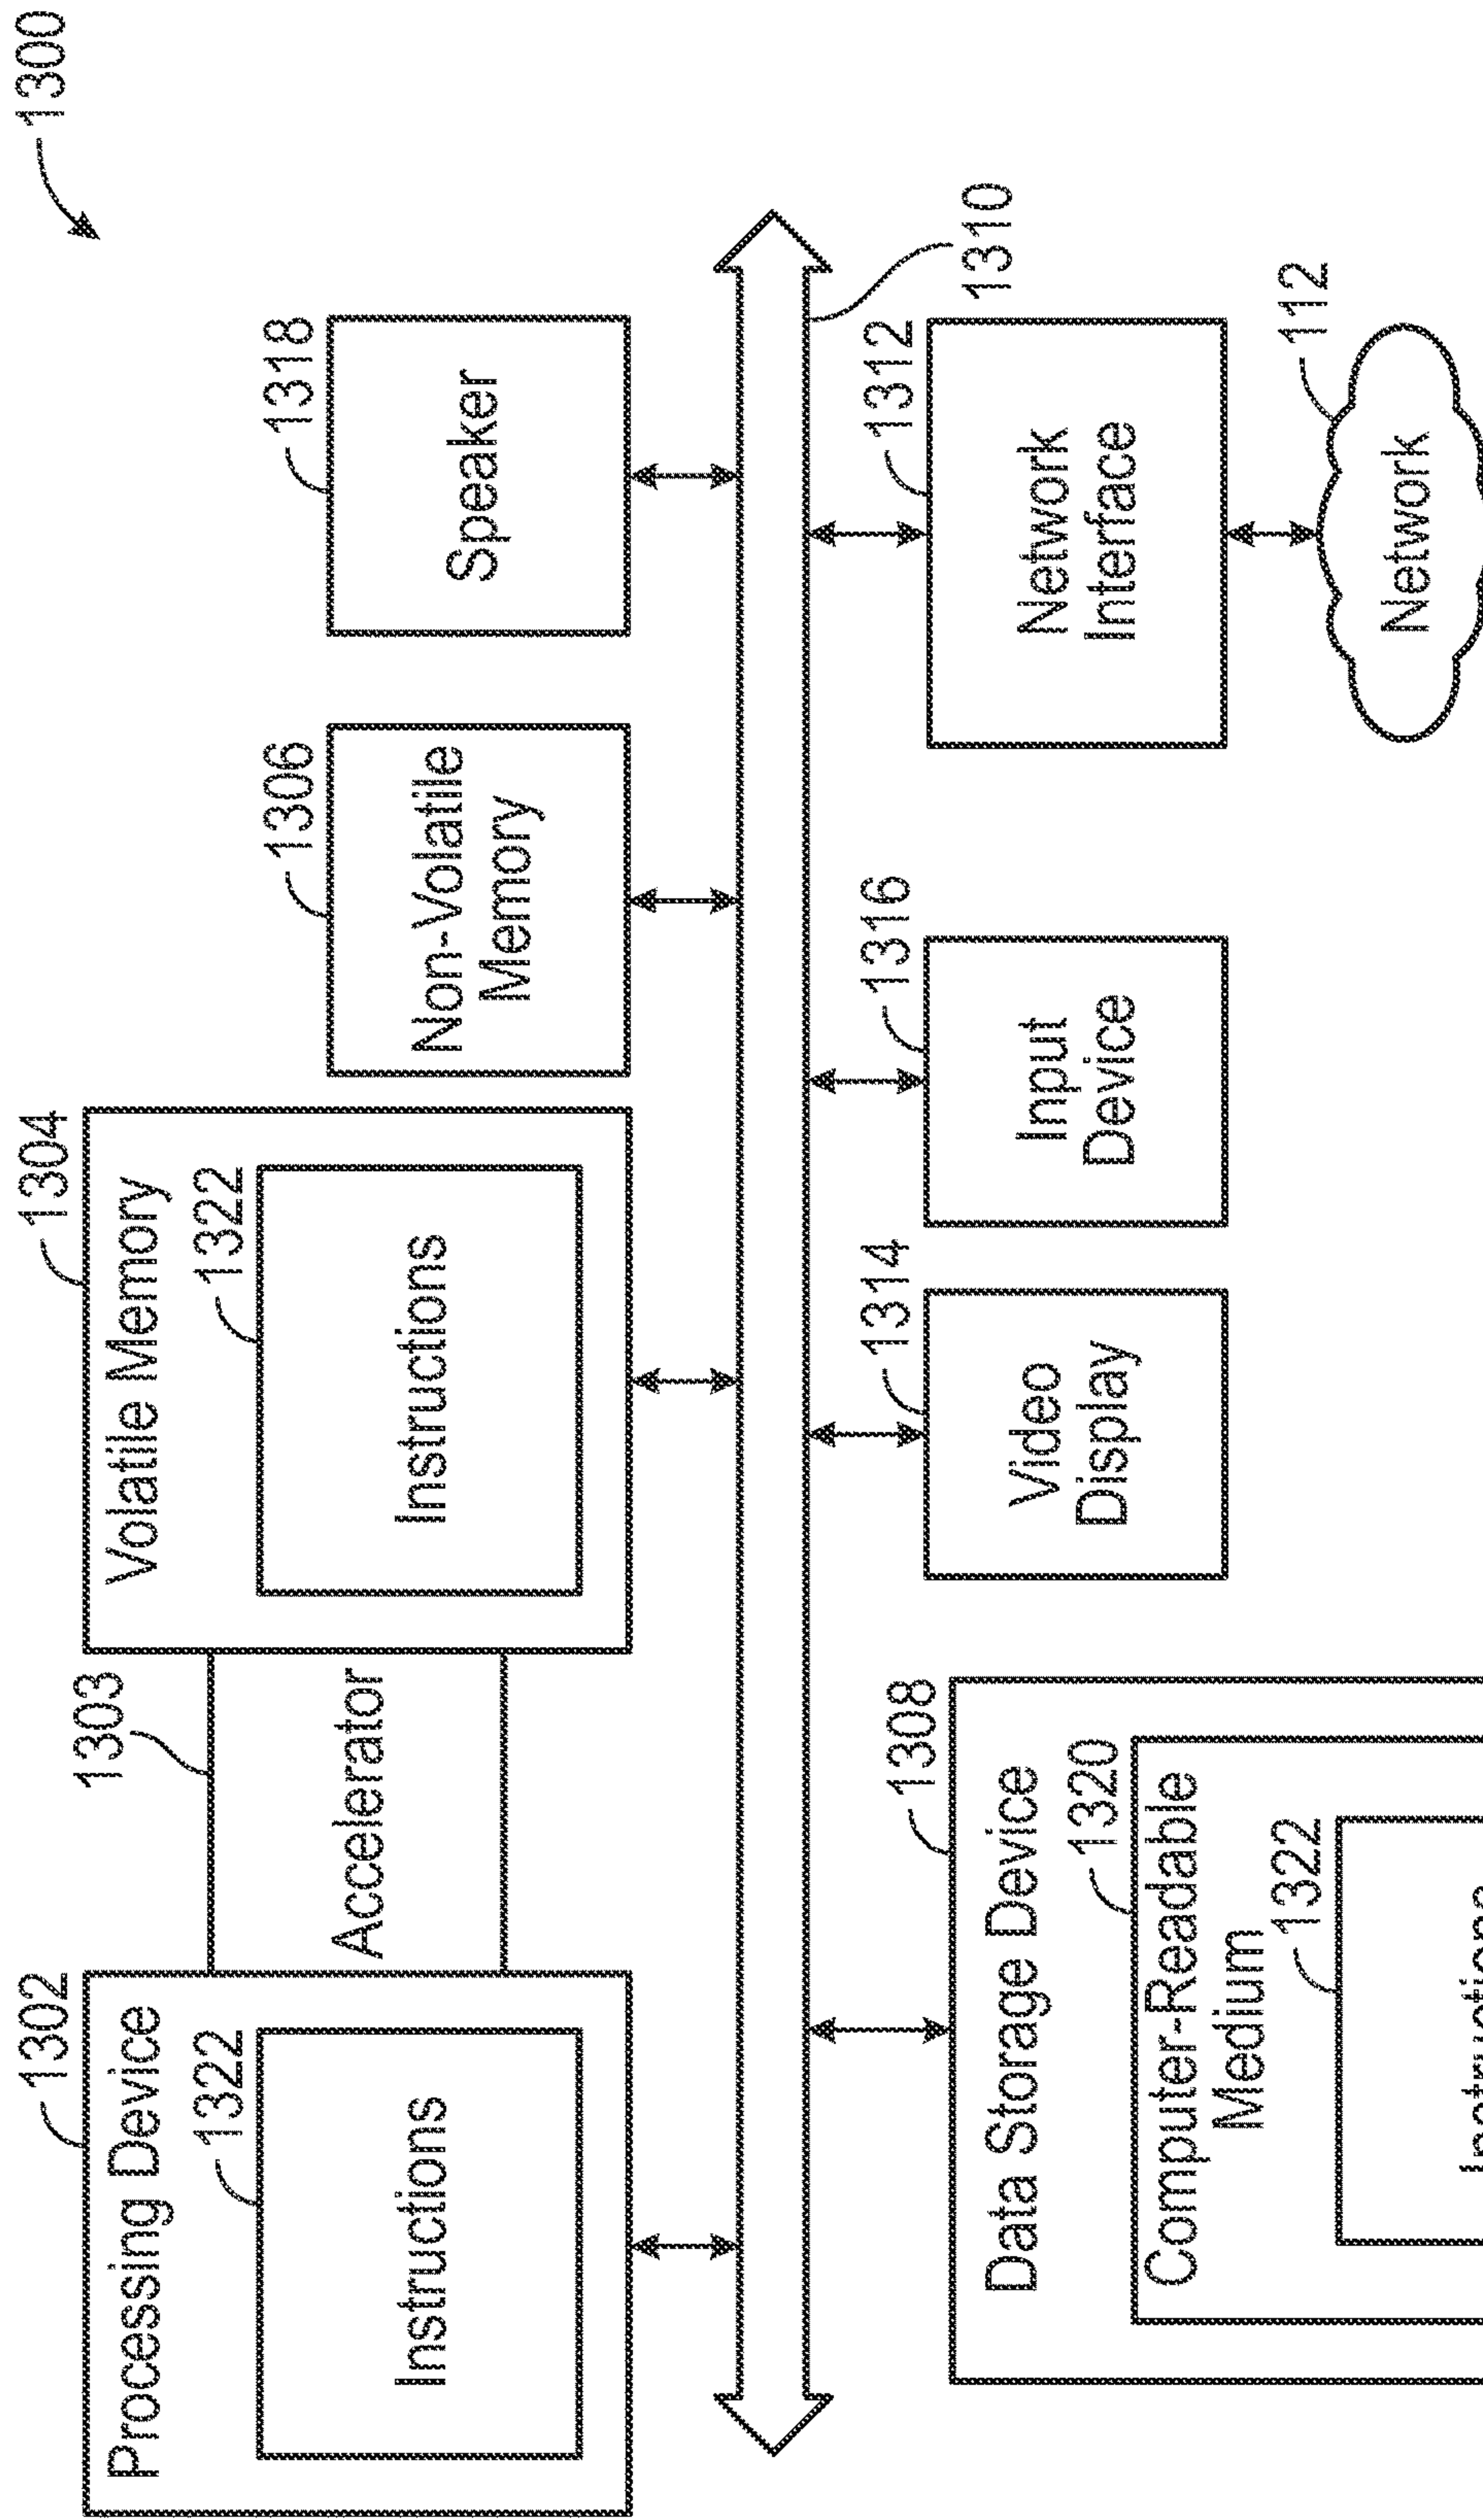 1300
1302
Processing Device
1322
Instructions
1303
Accelerator
1304
Volatile Memory
1322
Instructions
1306
Non-Volatile
Memory
1318
Speaker
1310
1308
Data Storage Device
1320
Computer-Readable
Medium
1322
Instructions
1314
Video
Display
1316
Input
Device
1312
Network
Interface
112
Network